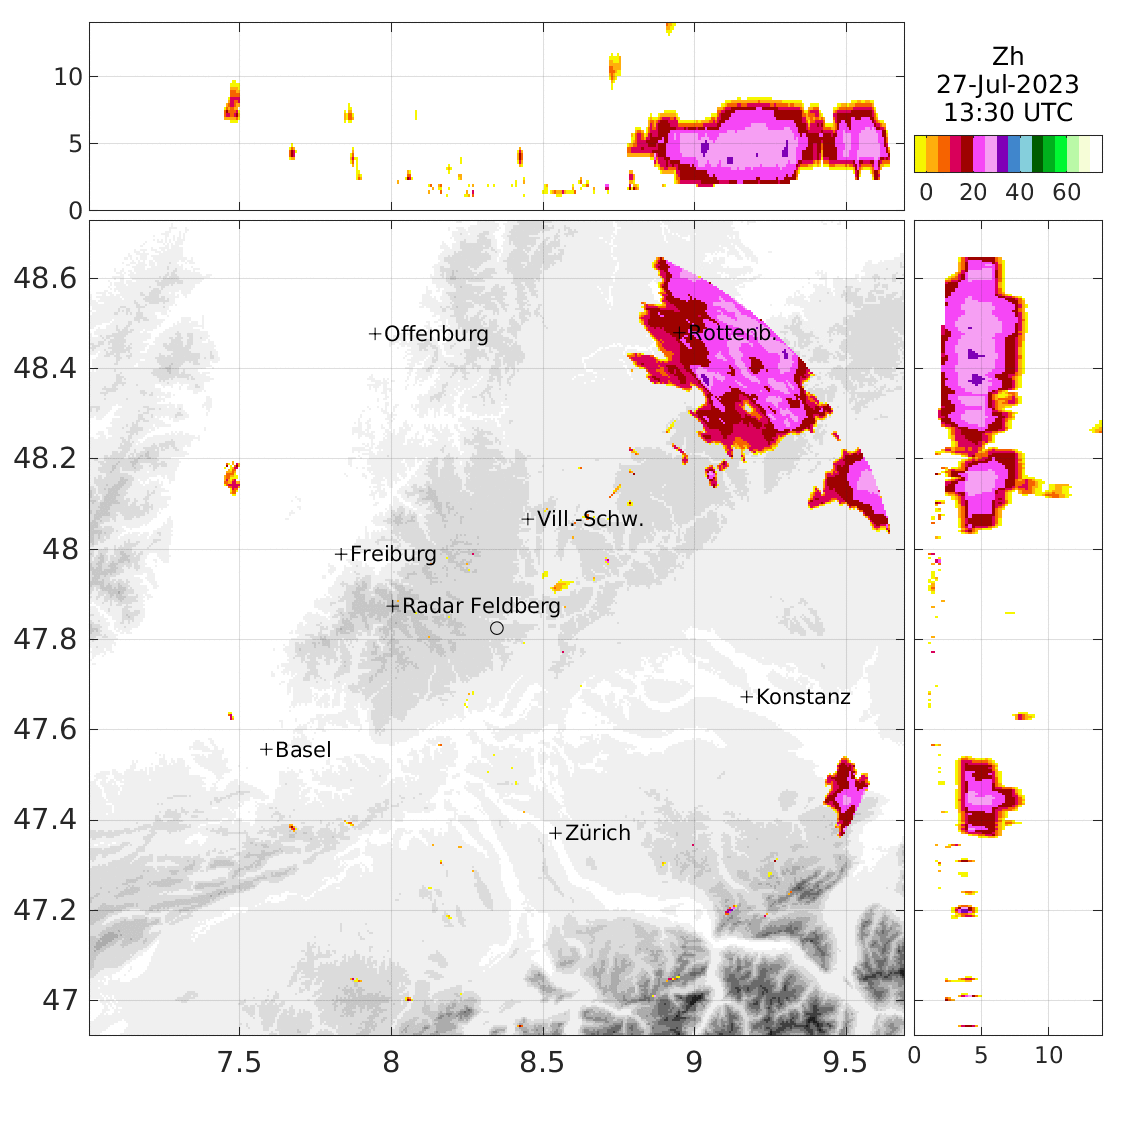 10
5
0
Zh
27-Jul-2023
13:30 UTC
0 20 40 60
48.6
48.4
48.2
48
47.8
47.6
47.4
47.2
47
Offenburg
Rottenb.
Vill.-Schw.
Freiburg
Radar Feldberg
Konstanz
Basel
Zürich
7.5 8 8.5 9 9.5
0 5 10